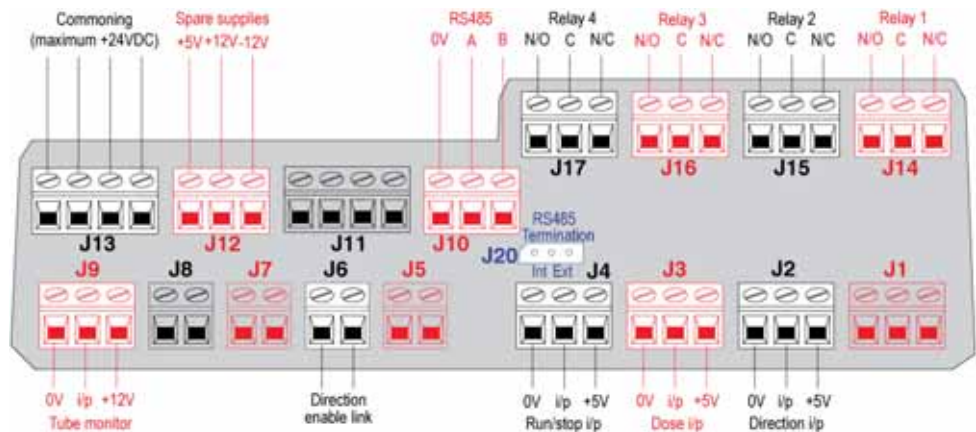 Commoning
(maximum +24VDC)
Spare supplies
+5V +12V -12V
RS485
0V A B
Relay 4
N/O C N/C
Relay 3
N/O C N/C
Relay 2
N/O C N/C
Relay 1
N/O C N/C
J17 J16 J15 J14
J13 J12 J11 J10
RS485
Termination
J20
Int Ext
J9 J8 J7 J6 J5 J4 J3 J2 J1
0V i/p +12V
Tube monitor
Direction
enable link
0V i/p +5V
Run/stop i/p
0V i/p +5V
Dose i/p
0V i/p +5V
Direction i/p